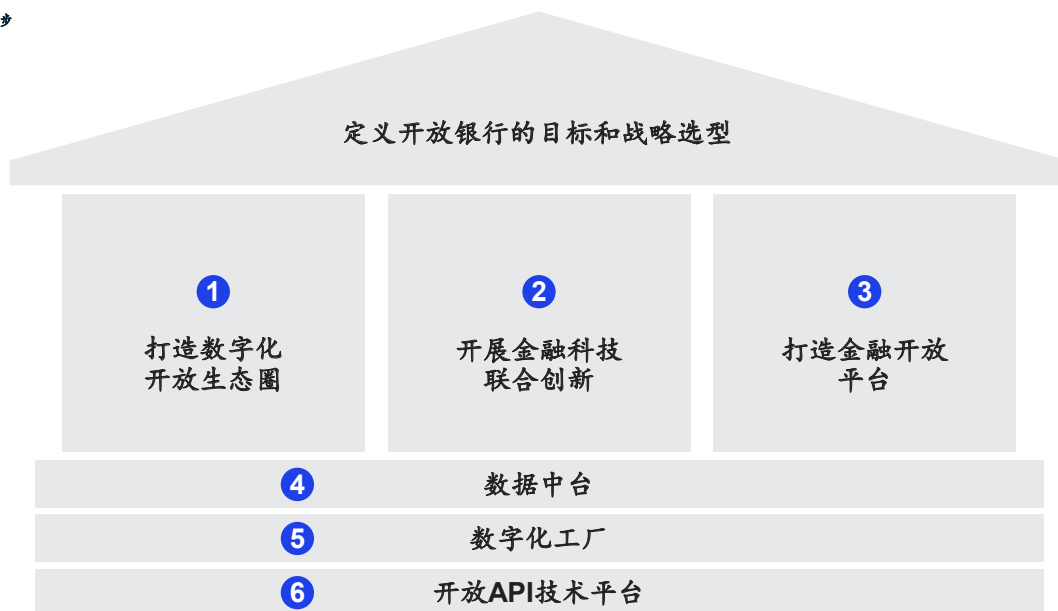 步
定义开放银行的目标和战略选型
1
2
3
打造数字化
开放生态圈
开展金融科技
联合创新
打造金融开放
平台
4 数据中台
5 数字化工厂
6 开放API技术平台